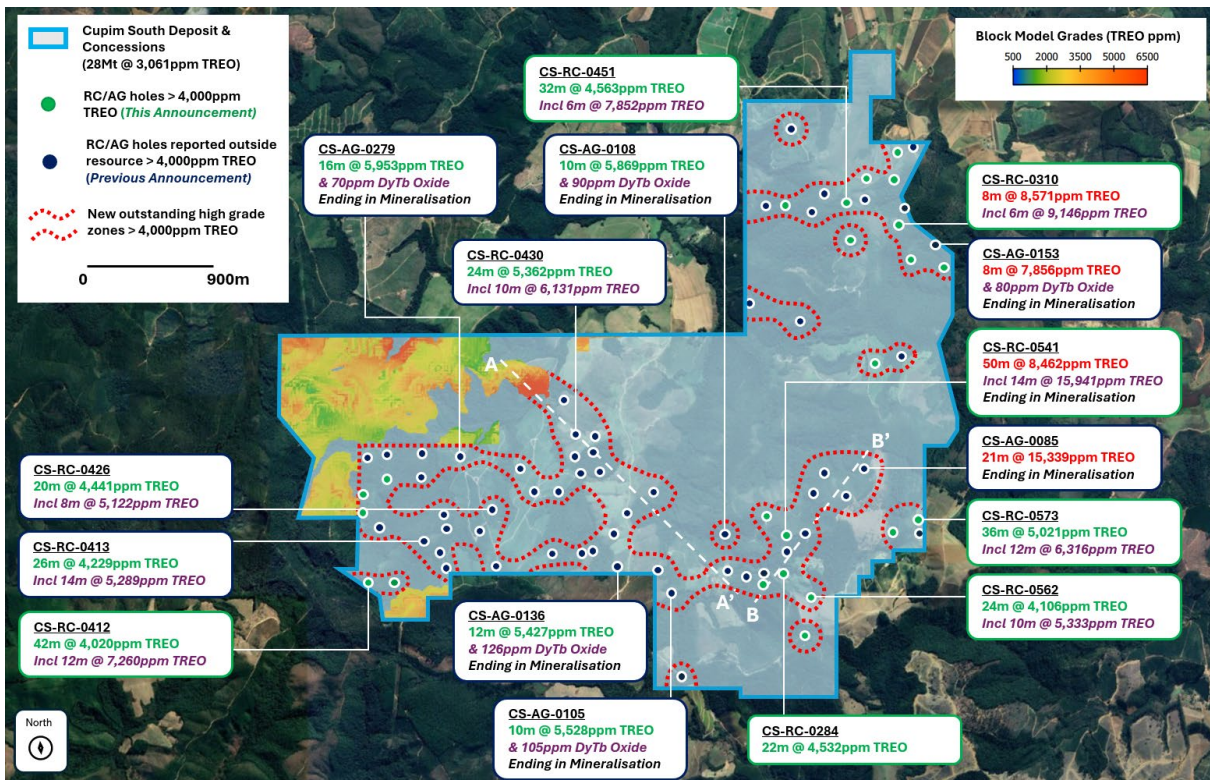 Cupim South Deposit &
Concessions
(28Mt @ 3,061ppm TREO)
RC/AG holes > 4,000ppm
TREO (This Announcement)
RC/AG holes reported outside
resource > 4,000ppm TREO
(Previous Announcement)
New outstanding high grade
zones > 4,000ppm TREO
0 900m
Block Model Grades (TREO ppm)
500 2000 3000 4500 6500
CS-RC-0451
32m @ 4,563ppm TREO
Incl 6m @ 7,852ppm TREO
CS-AG-0279
16m @ 5,953ppm TREO
& 70ppm DyTb Oxide
Ending in Mineralisation
CS-AG-0108
10m @ 5,869ppm TREO
& 90ppm DyTb Oxide
Ending in Mineralisation
CS-RC-0310
8m @ 8,571ppm TREO
Incl 6m @ 9,146ppm TREO
CS-RC-0430
24m @ 5,362ppm TREO
Incl 10m @ 6,131ppm TREO
CS-AG-0153
8m @ 7,856ppm TREO
& 80ppm DyTb Oxide
Ending in Mineralisation
CS-RC-0541
50m @ 8,462ppm TREO
Incl 14m @ 15,941ppm TREO
Ending in Mineralisation
A
B'
CS-AG-0085
21m @ 15,339ppm TREO
Ending in Mineralisation
CS-RC-0426
20m @ 4,441ppm TREO
Incl 8m @ 5,122ppm TREO
CS-RC-0573
36m @ 5,021ppm TREO
Incl 12m @ 6,316ppm TREO
CS-RC-0413
26m @ 4,229ppm TREO
Incl 14m @ 5,289ppm TREO
CS-RC-0562
24m @ 4,106ppm TREO
Incl 10m @ 5,333ppm TREO
A' B
CS-RC-0412
42m @ 4,020ppm TREO
Incl 12m @ 7,260ppm TREO
CS-AG-0136
12m @ 5,427ppm TREO
& 126ppm DyTb Oxide
Ending in Mineralisation
CS-AG-0105
10m @ 5,528ppm TREO
& 105ppm DyTb Oxide
Ending in Mineralisation
CS-RC-0284
22m @ 4,532ppm TREO
North